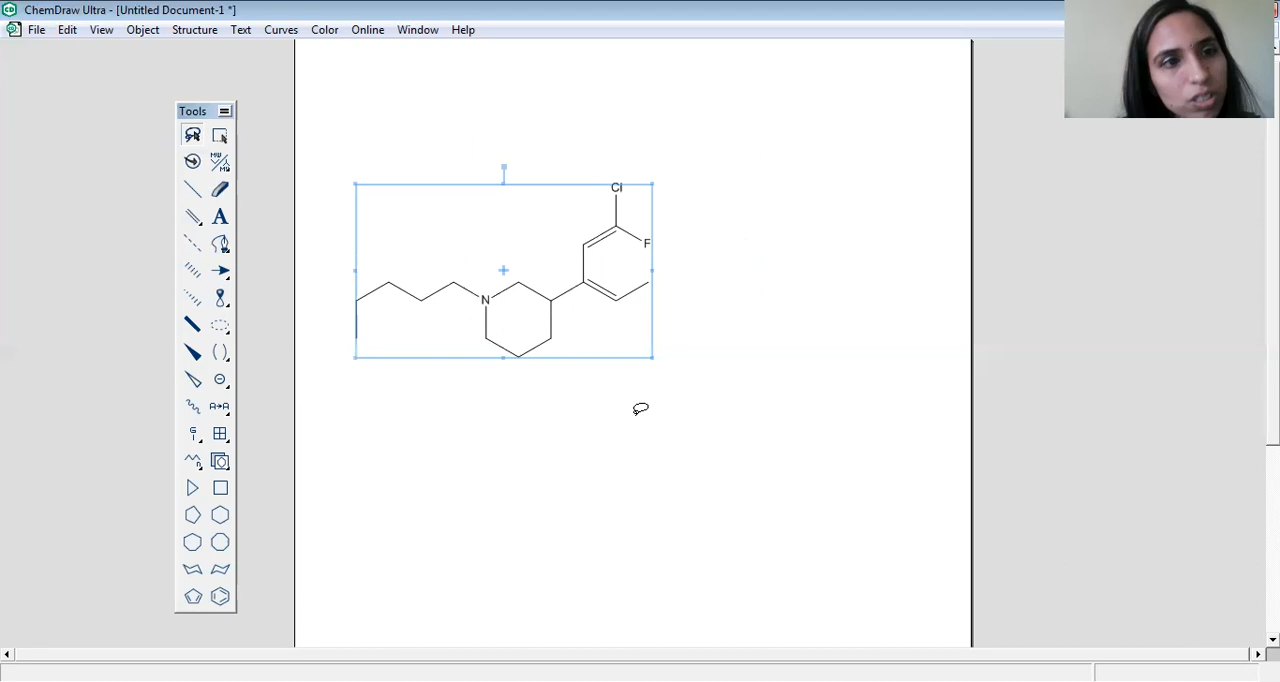 ChemDraw Ultra - [Untitled Document-1 *]
File Edit View Object Structure Text Curves Color Online Window Help
Tools
A
Cl
F
N